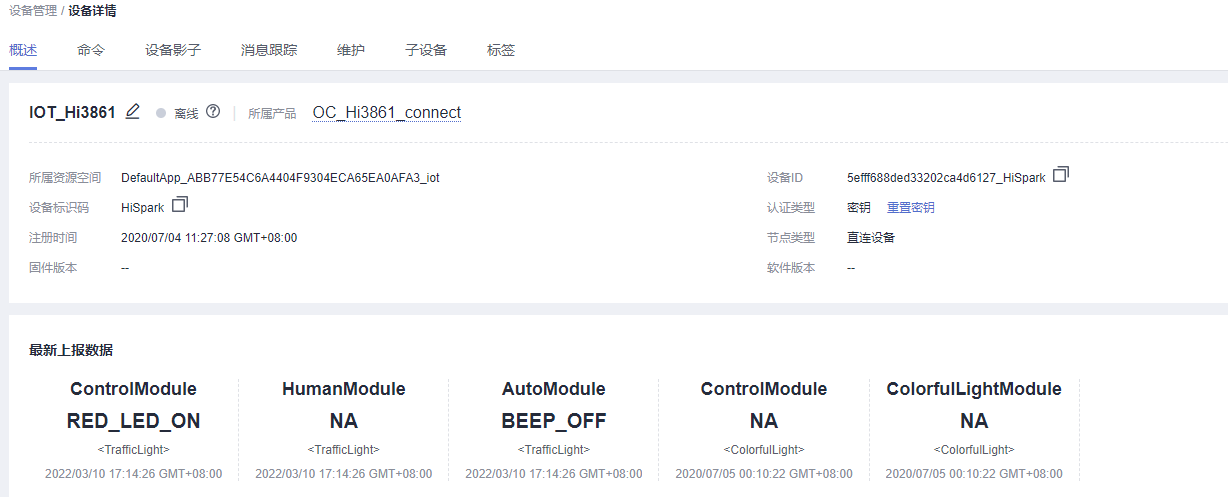 设备管理 / 设备详情
概述 命令 设备影子 消息跟踪 维护 子设备 标签
IOT_Hi3861 离线 所属产品 OC_Hi3861_connect
所属资源空间 DefaultApp_ABB77E54C6A4404F9304ECA65EA0AFA3_iot 设备ID 5efff688ded33202ca4d6127_HiSpark
设备标识码 HiSpark 认证类型 密钥 重置密钥
注册时间 2020/07/04 11:27:08 GMT+08:00 节点类型 直连设备
固件版本 -- 软件版本 --
最新上报数据
ControlModule HumanModule AutoModule ControlModule ColorfulLightModule
RED_LED_ON NA BEEP_OFF NA NA
<TrafficLight> <TrafficLight> <TrafficLight> <ColorfulLight> <ColorfulLight>
2022/03/10 17:14:26 GMT+08:00 2022/03/10 17:14:26 GMT+08:00 2022/03/10 17:14:26 GMT+08:00 2020/07/05 00:10:22 GMT+08:00 2020/07/05 00:10:22 GMT+08:00